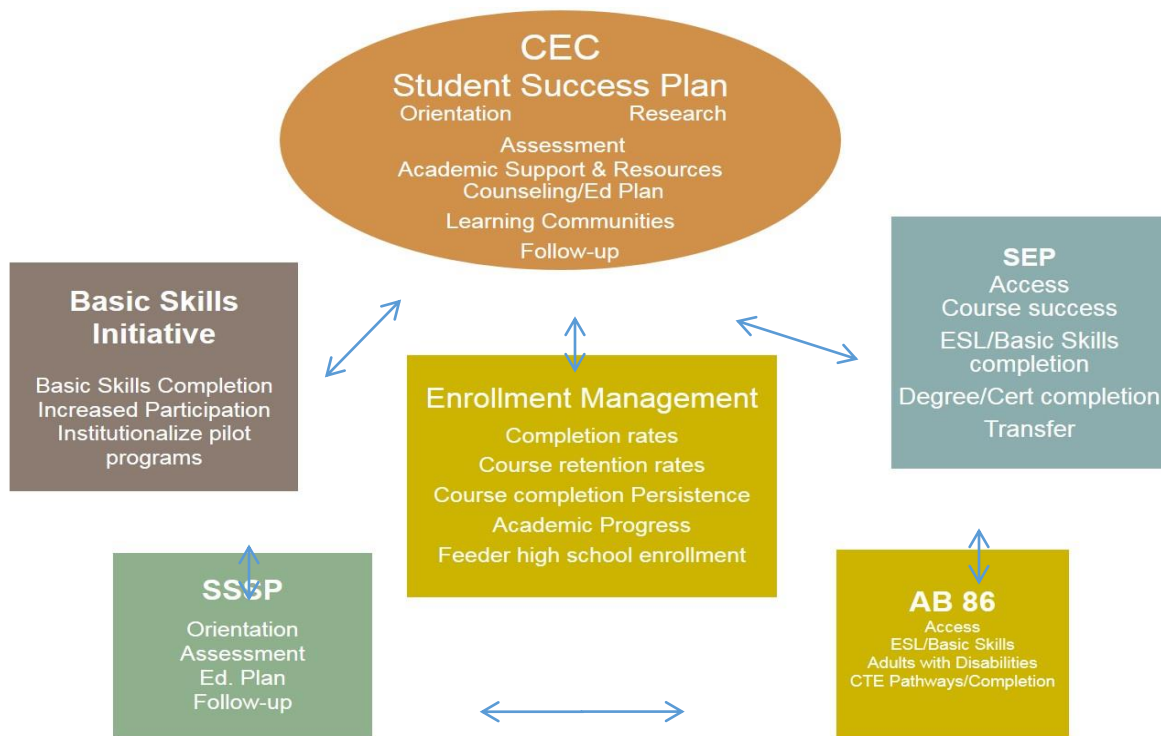 CEC
Student Success Plan
Orientation Research
Assessment
Academic Support & Resources
Counseling/Ed Plan
Learning Communities
Follow-up
Basic Skills
Initiative
Basic Skills Completion
Increased Participation
Institutionalize pilot
programs
Enrollment Management
Completion rates
Course retention rates
Course completion Persistence
Academic Progress
Feeder high school enrollment
SEP
Access
Course success
ESL/Basic Skills
completion
Degree/Cert completion
Transfer
SSSP
Orientation
Assessment
Ed. Plan
Follow-up
AB 86
Access
ESL/Basic Skills
Adults with Disabilities
CTE Pathways/Completion